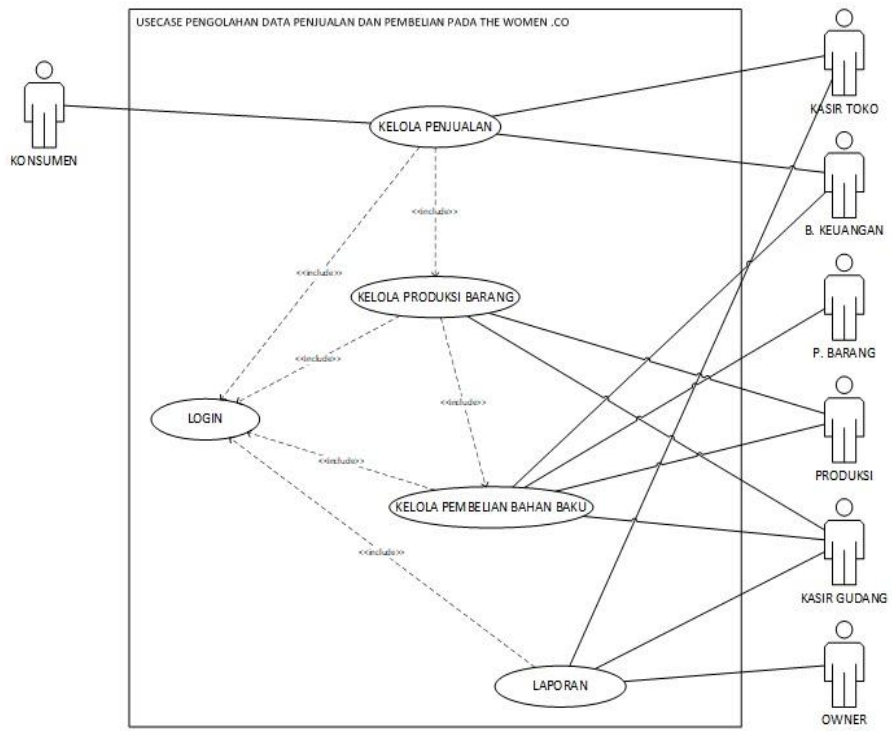 USECASE PENGOLAHAN DATA PENJUALAN DAN PEMBELIAN PADA THE WOMEN .CO
KONSUMEN
KELOLA PENJUALAN
KASIR TOKO
B. KEUANGAN
<<include>>
<<include>>
KELOLA PRODUKSI BARANG
P. BARANG
<<include>>
<<include>>
LOGIN
<<include>>
PRODUKSI
KELOLA PEMBELIAN BAHAN BAKU
<<include>>
KASIR GUDANG
LAPORAN
OWNER